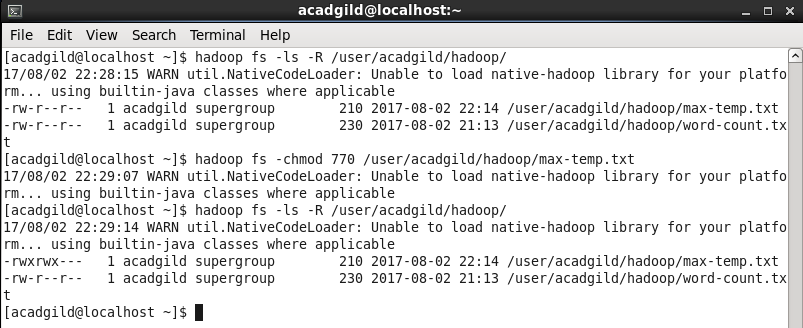 acadgild@localhost:~
File Edit View Search Terminal Help
[acadgild@localhost ~]$ hadoop fs -ls -R /user/acadgild/hadoop/
17/08/02 22:28:15 WARN util.NativeCodeLoader: Unable to load native-hadoop library for your platfo
rm... using builtin-java classes where applicable
-rw-r--r--   1 acadgild supergroup        210 2017-08-02 22:14 /user/acadgild/hadoop/max-temp.txt
-rw-r--r--   1 acadgild supergroup        230 2017-08-02 21:13 /user/acadgild/hadoop/word-count.tx
t
[acadgild@localhost ~]$ hadoop fs -chmod 770 /user/acadgild/hadoop/max-temp.txt
17/08/02 22:29:07 WARN util.NativeCodeLoader: Unable to load native-hadoop library for your platfo
rm... using builtin-java classes where applicable
[acadgild@localhost ~]$ hadoop fs -ls -R /user/acadgild/hadoop/
17/08/02 22:29:14 WARN util.NativeCodeLoader: Unable to load native-hadoop library for your platfo
rm... using builtin-java classes where applicable
-rwxrwx---   1 acadgild supergroup        210 2017-08-02 22:14 /user/acadgild/hadoop/max-temp.txt
-rw-r--r--   1 acadgild supergroup        230 2017-08-02 21:13 /user/acadgild/hadoop/word-count.tx
t
[acadgild@localhost ~]$